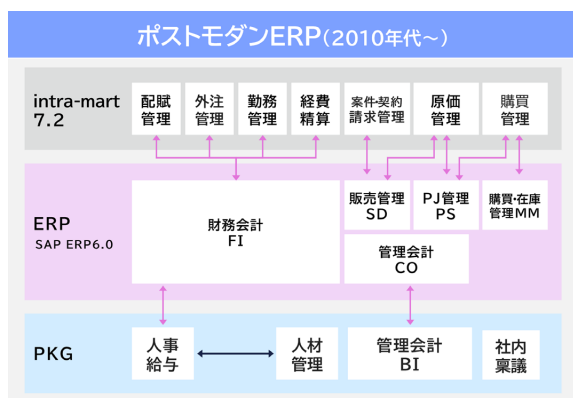 ポストモダンERP(2010年代〜)
intra-mart
7.2
配賦
管理
外注
管理
勤務
管理
経費
精算
案件・契約
請求管理
原価
管理
購買
管理
ERP
SAP ERP6.0
財務会計
FI
販売管理
SD
PJ管理
PS
購買・在庫
管理MM
管理会計
CO
PKG
人事
給与
人材
管理
管理会計
BI
社内
稟議